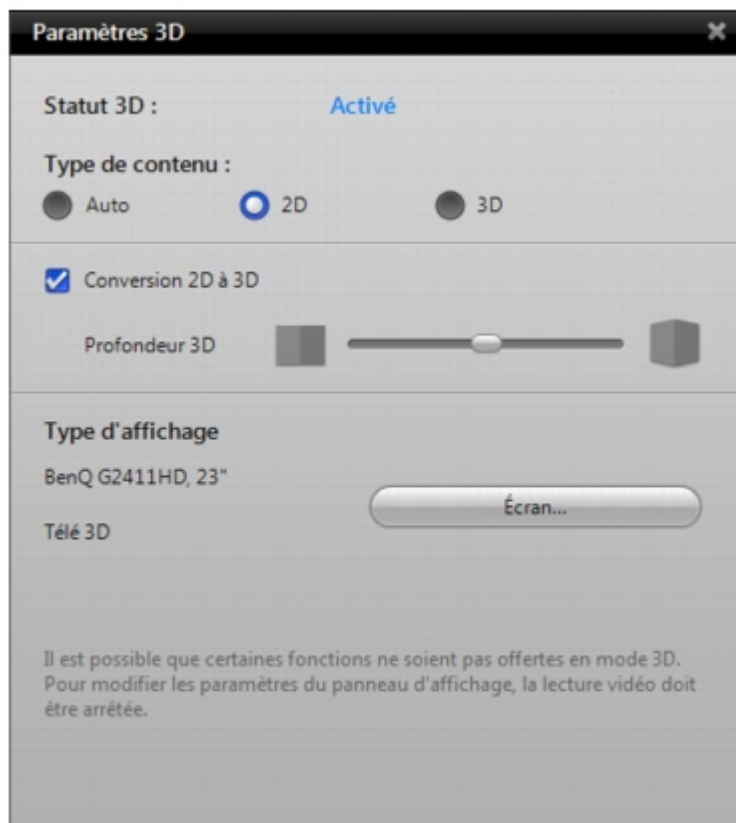 Paramètres 3D
Statut 3D : Activé
Type de contenu :
Auto 2D 3D
Conversion 2D à 3D
Profondeur 3D
Type d'affichage
BenQ G2411HD, 23"
Écran...
Télé 3D
Il est possible que certaines fonctions ne soient pas offertes en mode 3D.
Pour modifier les paramètres du panneau d'affichage, la lecture vidéo doit
être arrêtée.